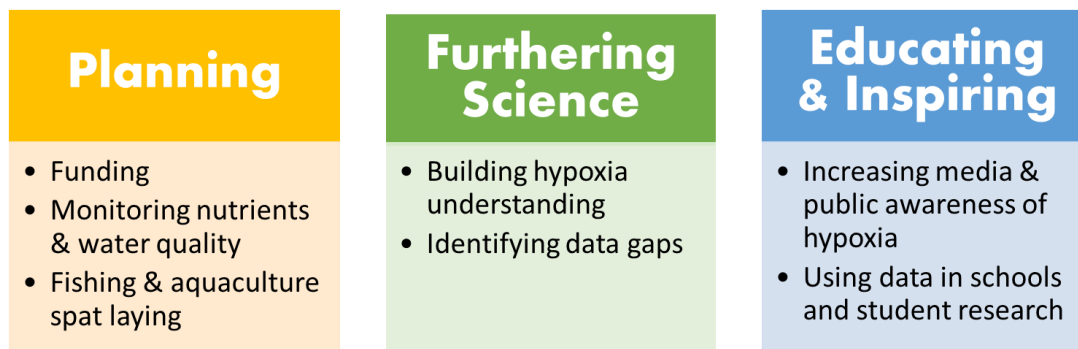 Planning
• Funding
• Monitoring nutrients
& water quality
• Fishing & aquaculture
spat laying
Furthering
Science
• Building hypoxia
understanding
• Identifying data gaps
Educating
& Inspiring
• Increasing media &
public awareness of
hypoxia
• Using data in schools
and student research